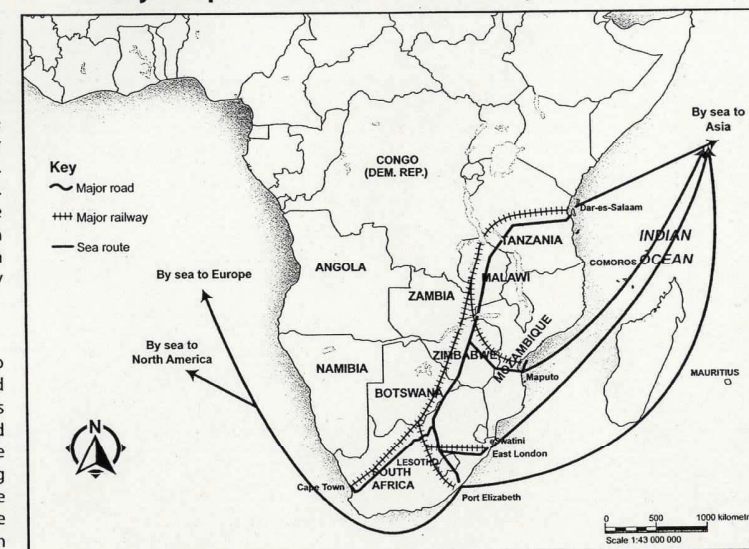 Key
Major road
Major railway
Sea route
By sea to Europe
By sea to
North America
N
CONGO
(DEM. REP.)
ANGOLA
ZAMBIA
NAMIBIA
BOTSWANA
ZIMBABWE
MOZAMBIQUE
MALAWI
TANZANIA
Dar-es-Salaam
By sea to
Asia
INDIAN
OCEAN
COMOROS
MAURITIUS
Maputo
eSwatini
East London
LESOTHO
SOUTH
AFRICA
Cape Town
Port Elizabeth
0 500 1000
Scale 1:43 000 000